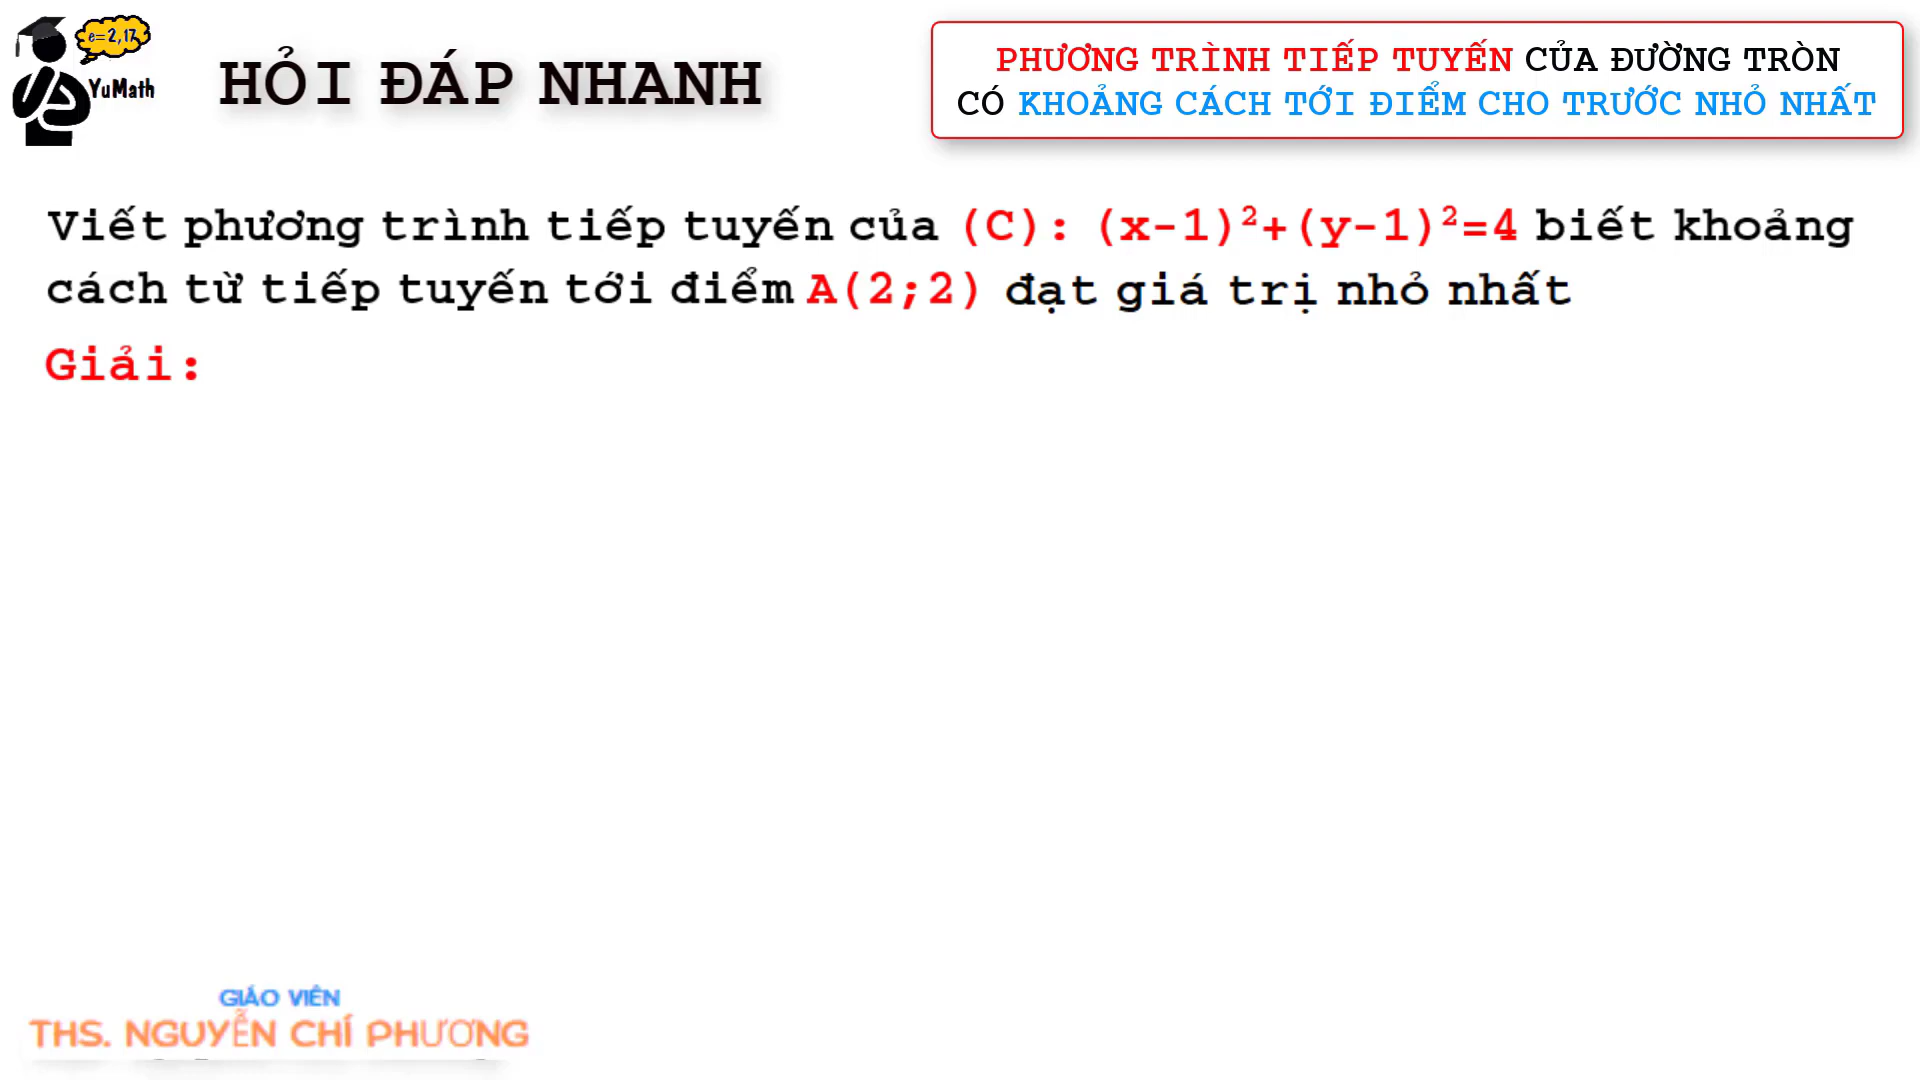 e=2,17
YuMath
HỎI ĐÁP NHANH
PHƯƠNG TRÌNH TIẾP TUYẾN CỦA ĐƯỜNG TRÒN
CÓ KHOẢNG CÁCH TỚI ĐIỂM CHO TRƯỚC NHỎ NHẤT
Viết phương trình tiếp tuyến của (C): (x-1)²+(y-1)²=4 biết khoảng
cách từ tiếp tuyến tới điểm A(2;2) đạt giá trị nhỏ nhất
Giải:
GIÁO VIÊN
THS. NGUYỄN CHÍ PHƯƠNG